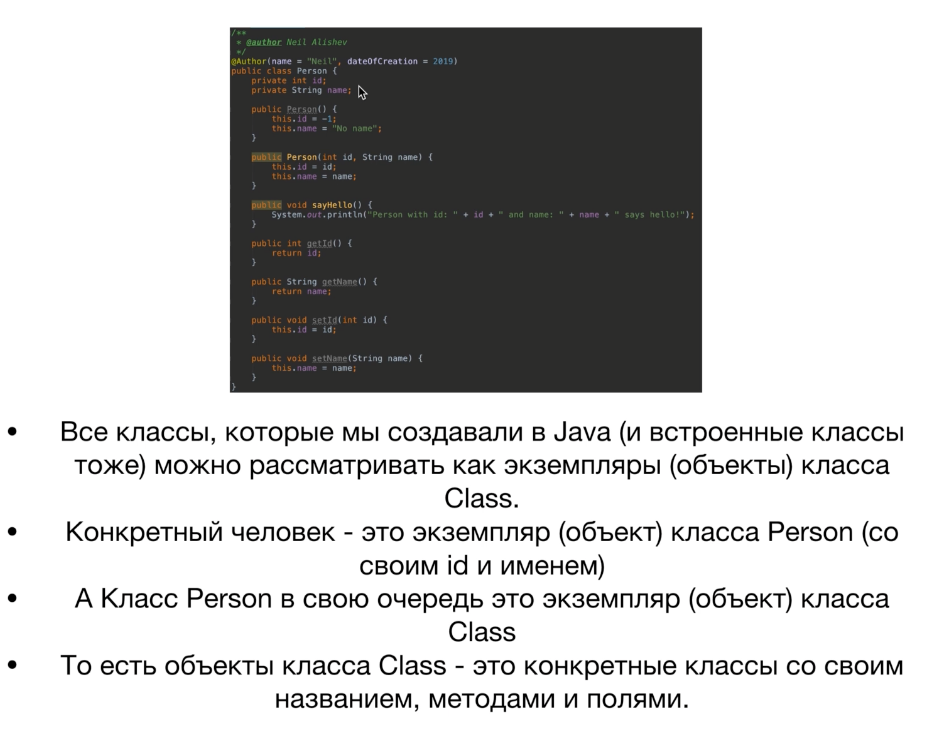 /**
 * @author Neil Alishev
 */
@Author(name = "Neil", dateOfCreation = 2019)
public class Person {
    private int id;
    private String name;

    public Person() {
        this.id = -1;
        this.name = "No name";
    }

    public Person(int id, String name) {
        this.id = id;
        this.name = name;
    }

    public void sayHello() {
        System.out.println("Person with id: " + id + " and name: " + name + " says hello!");
    }

    public int getId() {
        return id;
    }

    public String getName() {
        return name;
    }

    public void setId(int id) {
        this.id = id;
    }

    public void setName(String name) {
        this.name = name;
    }
}
• Все классы, которые мы создавали в Java (и встроенные классы
тоже) можно рассматривать как экземпляры (объекты) класса
Class.
• Конкретный человек - это экземпляр (объект) класса Person (со
своим id и именем)
• А Класс Person в свою очередь это экземпляр (объект) класса
Class
• То есть объекты класса Class - это конкретные классы со своим
названием, методами и полями.